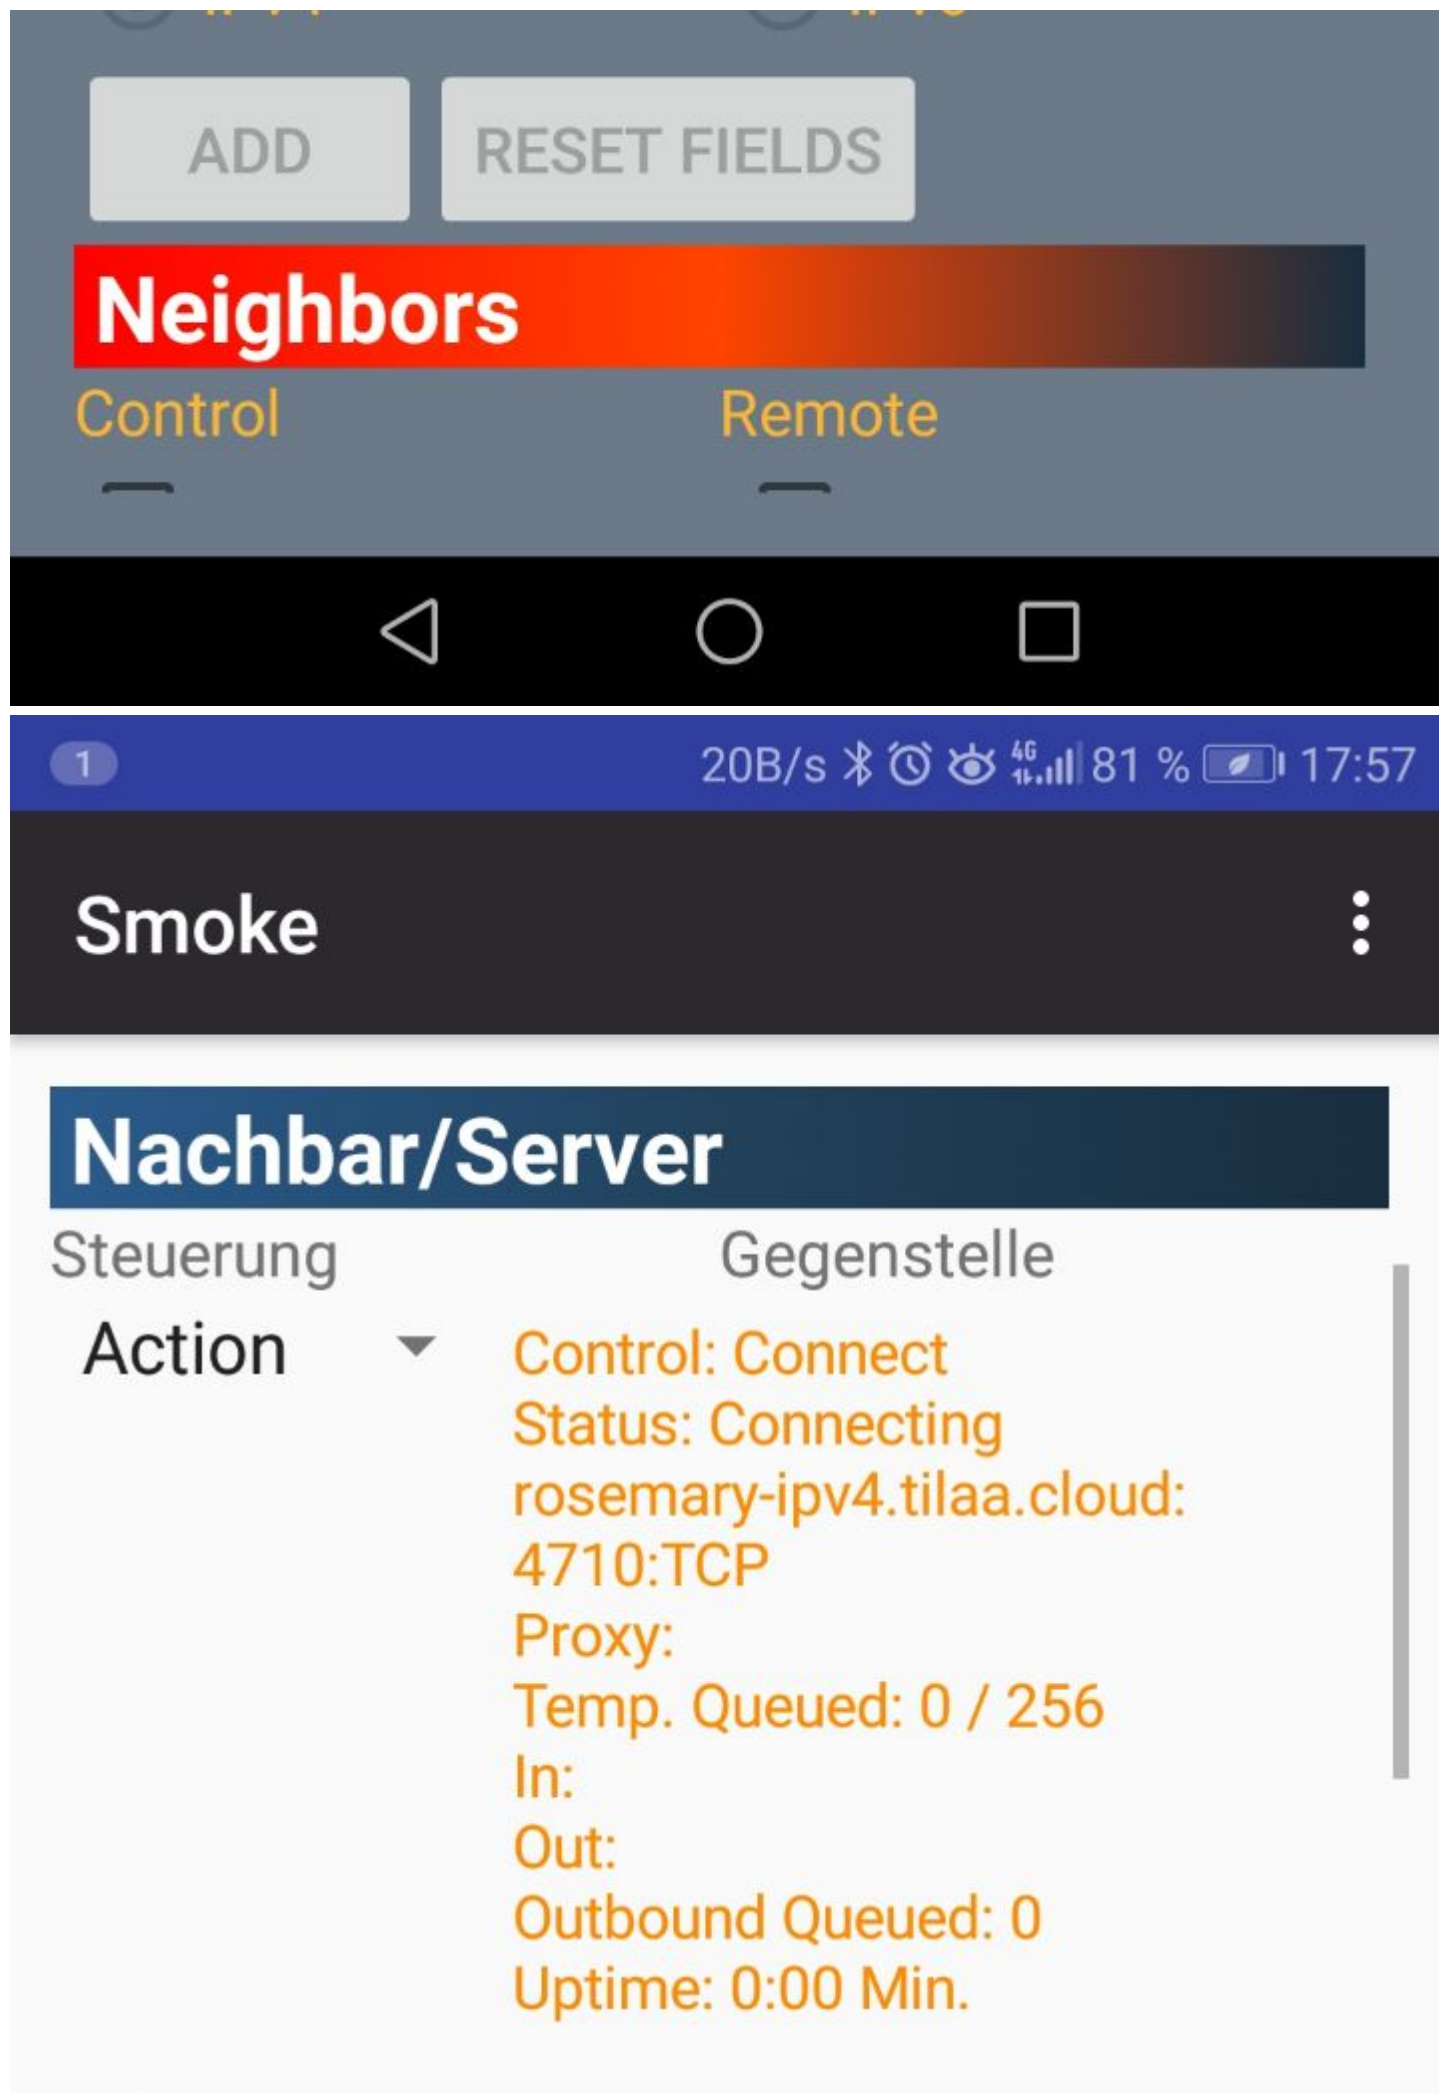 ADD RESET FIELDS
Neighbors
Control Remote
1 20B/s 4G 81 % 17:57
Smoke
Nachbar/Server
Steuerung Gegenstelle
Action Control: Connect
Status: Connecting
rosemary-ipv4.tilaa.cloud:
4710:TCP
Proxy:
Temp. Queued: 0 / 256
In:
Out:
Outbound Queued: 0
Uptime: 0:00 Min.